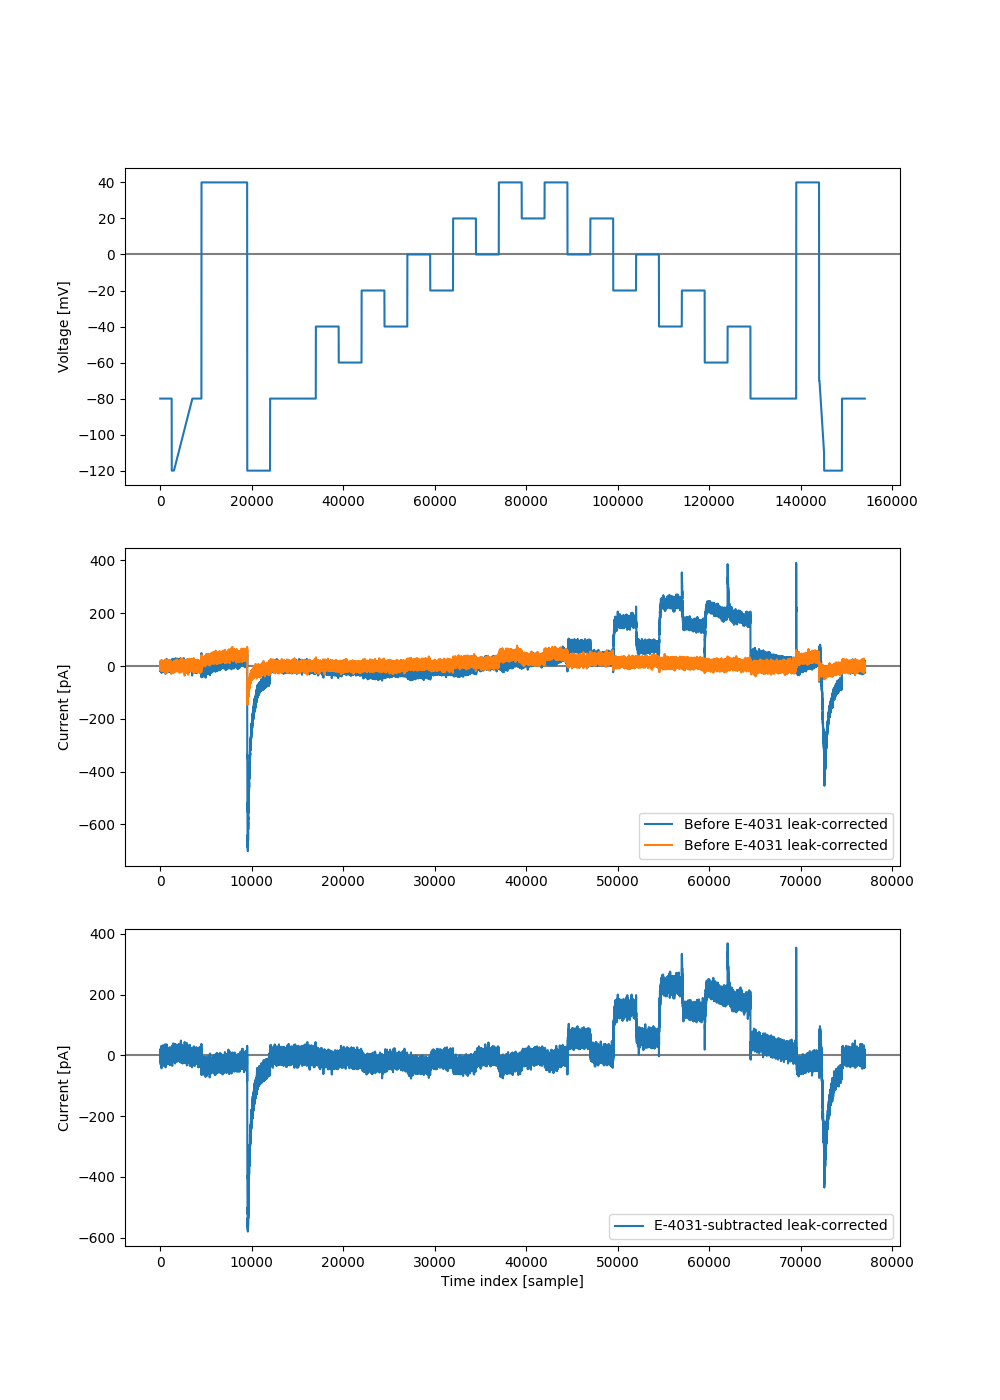 40
20
0
−20
−40
−60
−80
−100
−120
Voltage [mV]
0 20000 40000 60000 80000 100000 120000 140000 160000
400
200
0
−200
−400
−600
Current [pA]
Before E-4031 leak-corrected
Before E-4031 leak-corrected
0 10000 20000 30000 40000 50000 60000 70000 80000
400
200
0
−200
−400
−600
Current [pA]
E-4031-subtracted leak-corrected
0 10000 20000 30000 40000 50000 60000 70000 80000
Time index [sample]